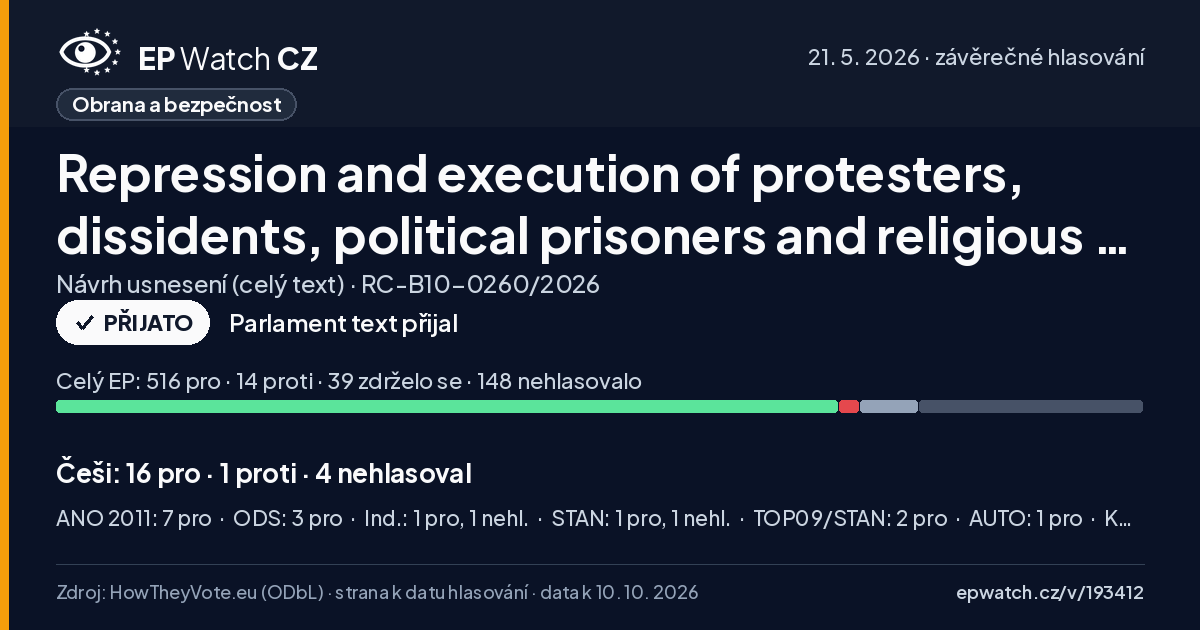 EP Watch CZ
21. 5. 2026 · závěrečné hlasování
Obrana a bezpečnost
Repression and execution of protesters,
dissidents, political prisoners and religious ...
Návrh usnesení (celý text) · RC-B10-0260/2026
✓ PŘIJATO Parlament text přijal
Celý EP: 516 pro · 14 proti · 39 zdrželo se · 148 nehlasovalo
Češi: 16 pro · 1 proti · 4 nehlasoval
ANO 2011: 7 pro · ODS: 3 pro · Ind.: 1 pro, 1 nehl. · STAN: 1 pro, 1 nehl. · TOP09/STAN: 2 pro · AUTO: 1 pro · K...
Zdroj: HowTheyVote.eu (ODbL) · strana k datu hlasování · data k 10. 10. 2026
epwatch.cz/v/193412